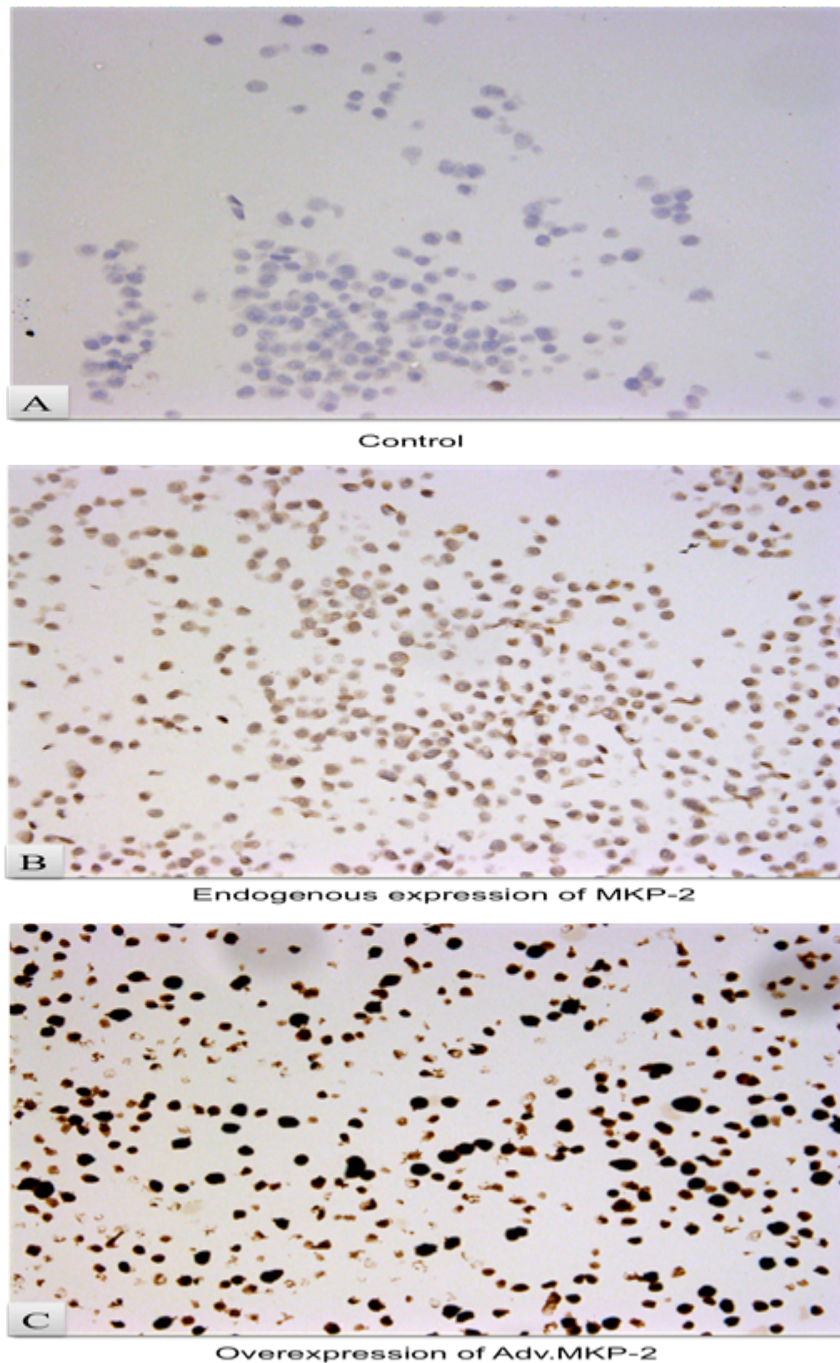 A
Control
B
Endogenous expression of MKP-2
C
Overexpression of Adv.MKP-2